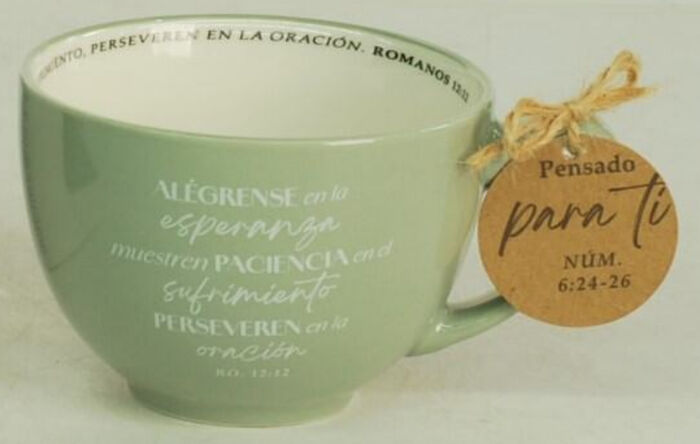 PERSEVEREN EN LA ORACIÓN. ROMANOS 12:12
ALÉGRENSE en la
esperanza
muestren PACIENCIA en el
sufrimiento
PERSEVEREN en la
oración
RO. 12:12
Pensado
para ti
NÚM.
6:24-26